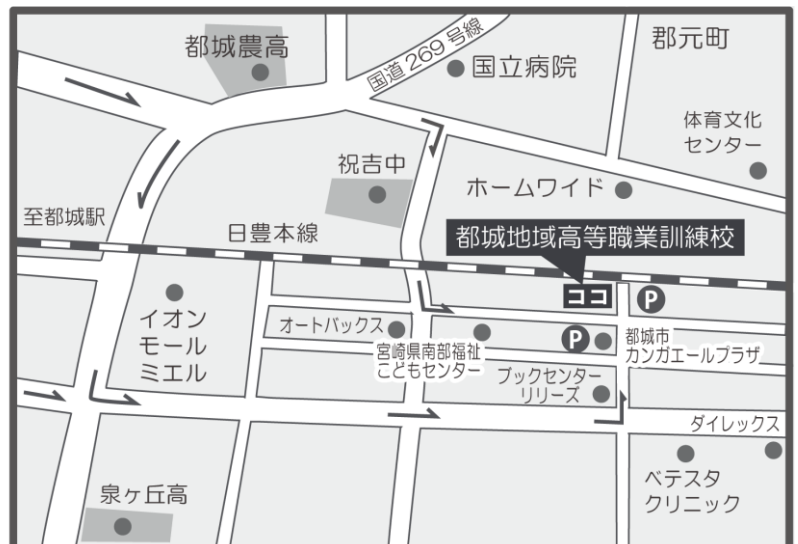 都城農高
国道269号線
国立病院
郡元町
体育文化
センター
祝吉中
ホームワイド
至都城駅
日豊本線
都城地域高等職業訓練校
ココ
P
イオン
モール
ミエル
オートバックス
宮崎県南部福祉
こどもセンター
P
都城市
カンガエールプラザ
ブックセンター
リリーズ
ダイレックス
ベテスタ
クリニック
泉ヶ丘高